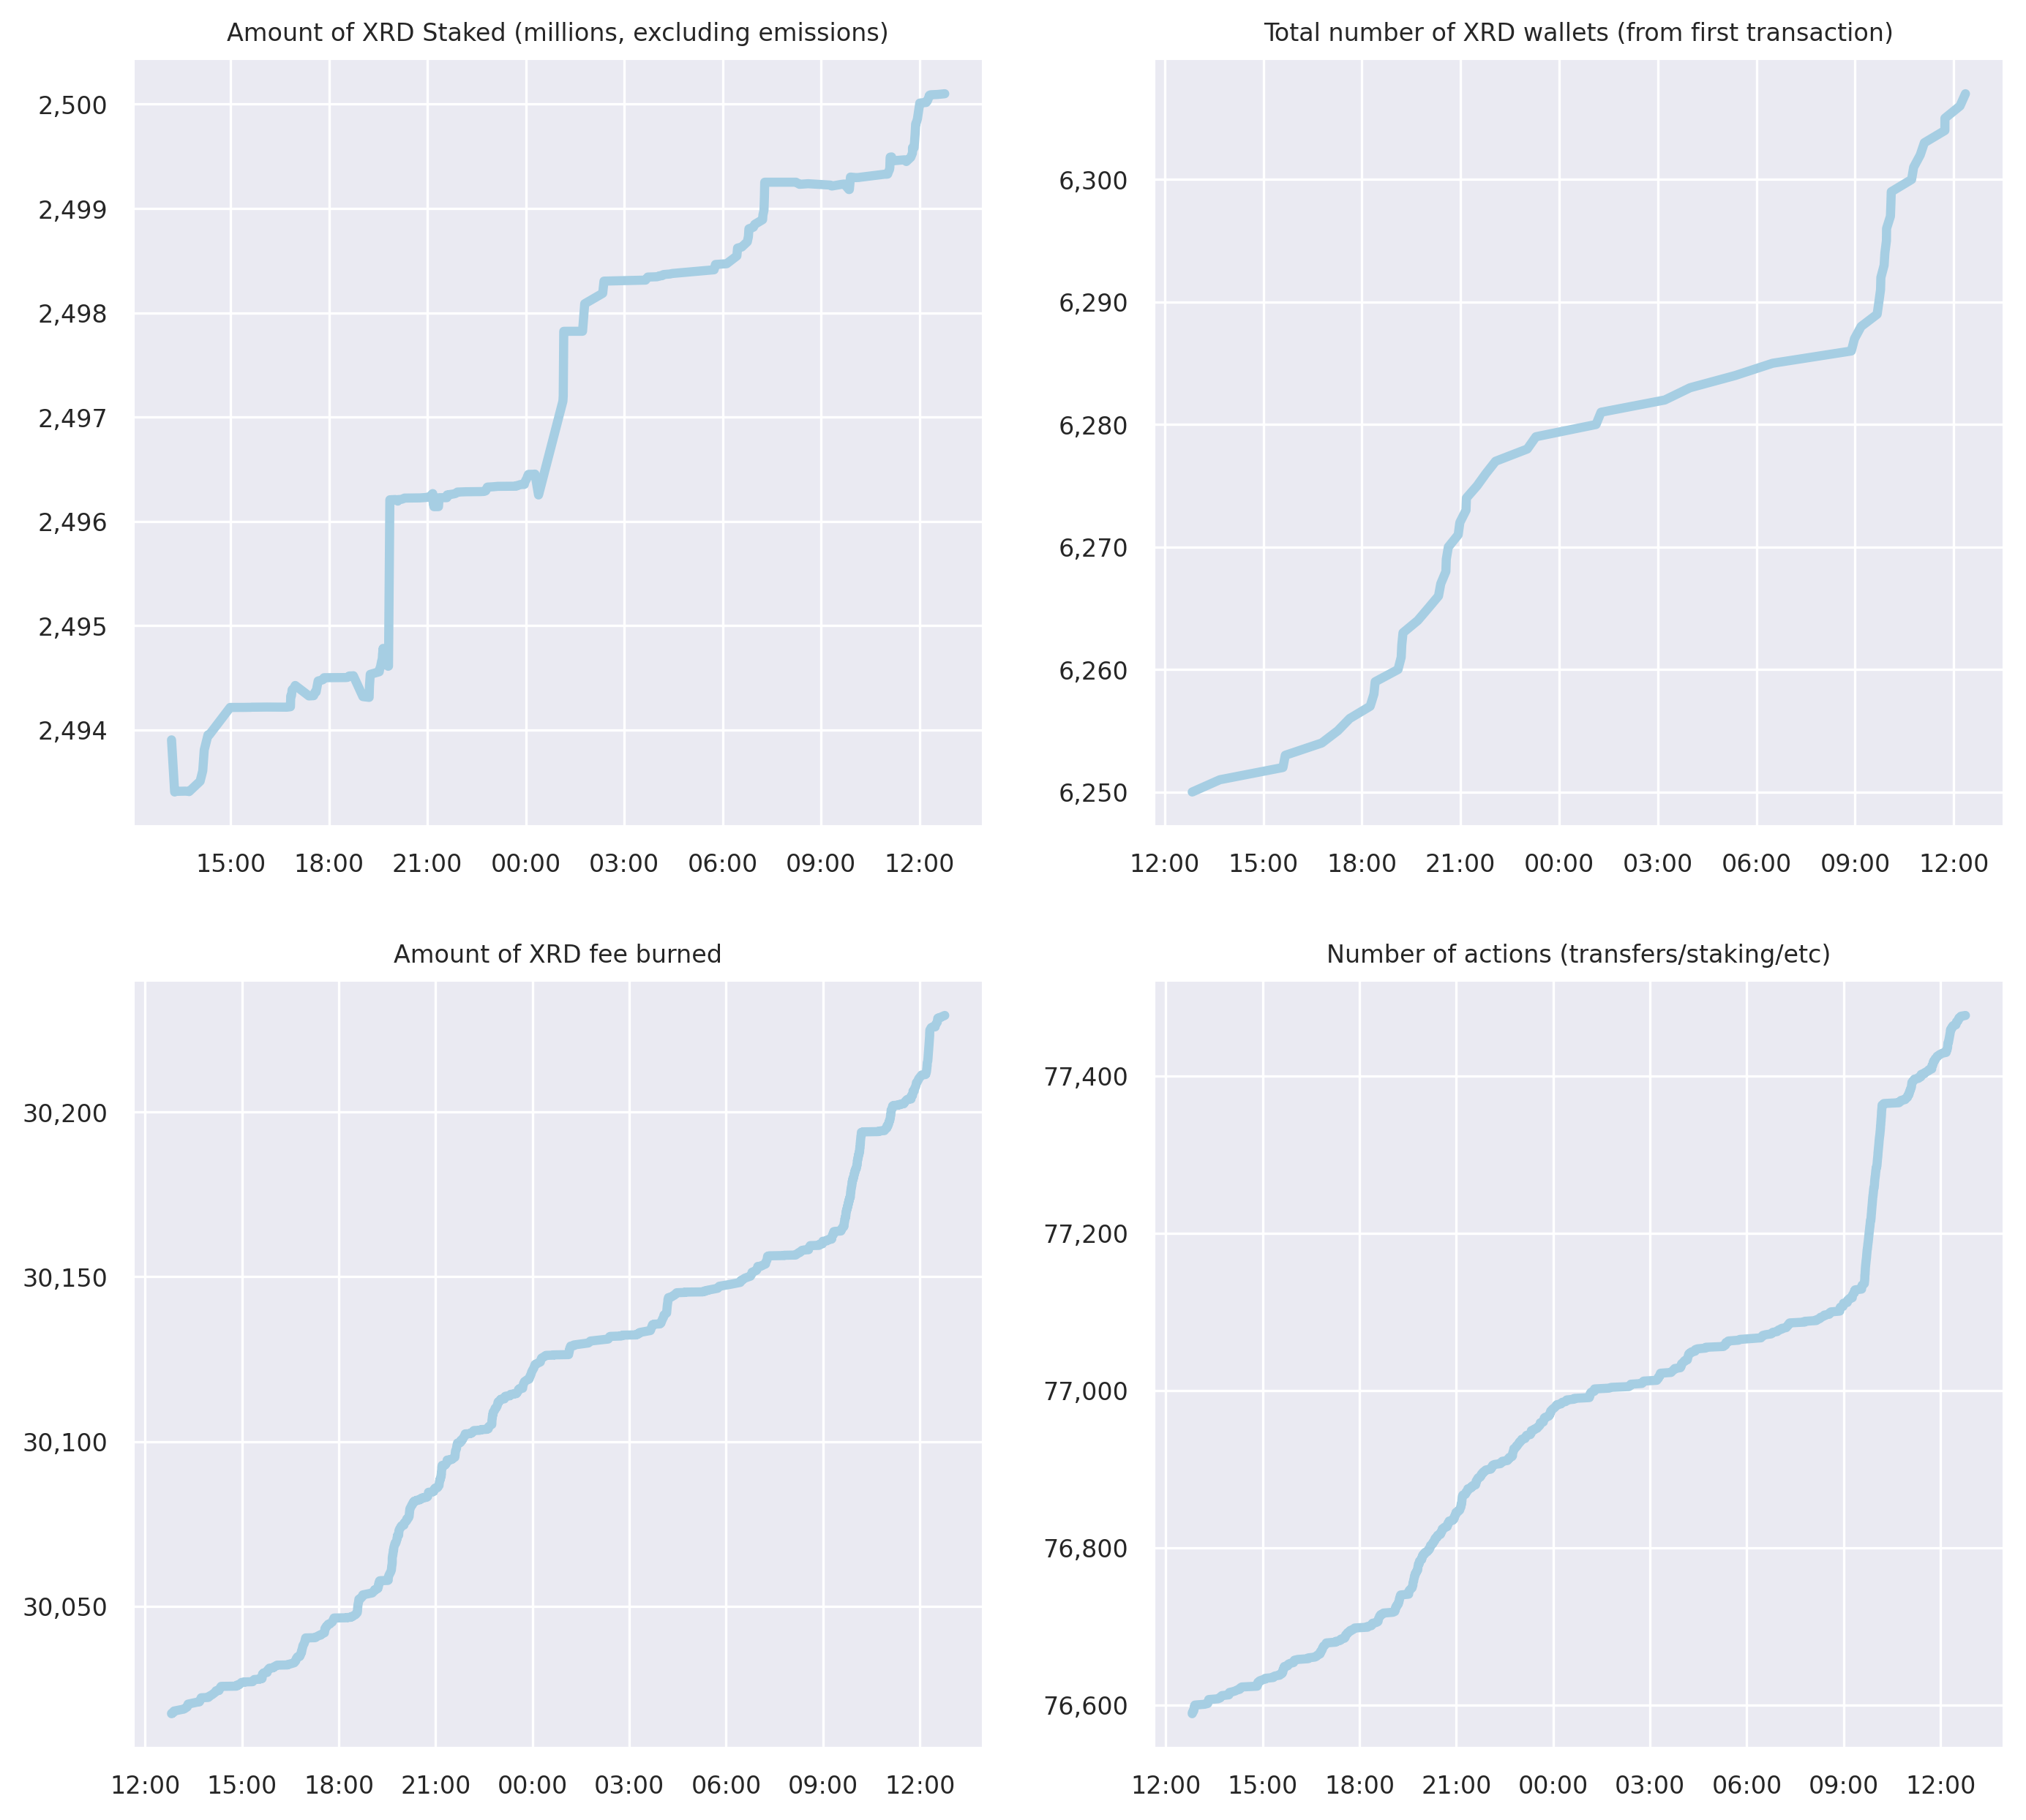 Amount of XRD Staked (millions, excluding emissions)
2,500
2,499
2,498
2,497
2,496
2,495
2,494
15:00 18:00 21:00 00:00 03:00 06:00 09:00 12:00
Total number of XRD wallets (from first transaction)
6,300
6,290
6,280
6,270
6,260
6,250
12:00 15:00 18:00 21:00 00:00 03:00 06:00 09:00 12:00
Amount of XRD fee burned
30,200
30,150
30,100
30,050
12:00 15:00 18:00 21:00 00:00 03:00 06:00 09:00 12:00
Number of actions (transfers/staking/etc)
77,400
77,200
77,000
76,800
76,600
12:00 15:00 18:00 21:00 00:00 03:00 06:00 09:00 12:00